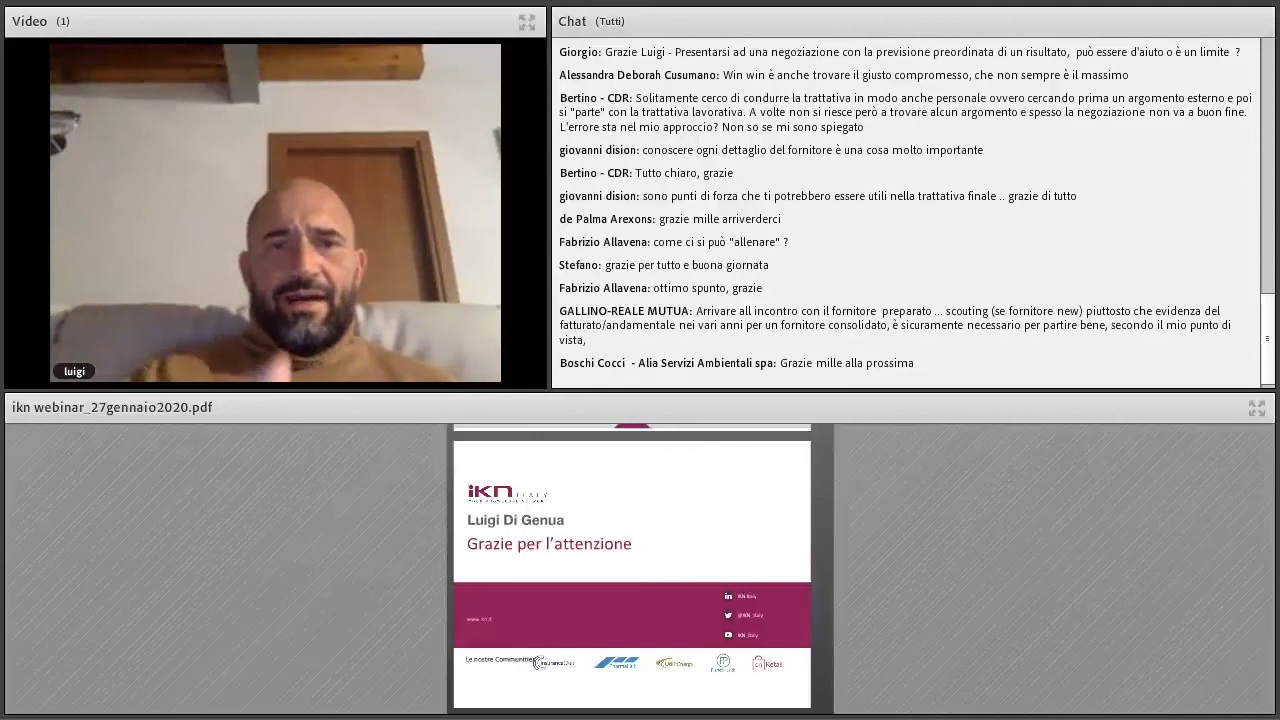 Video (1)
luigi
Chat (Tutti)
Giorgio: Grazie Luigi - Presentarsi ad una negoziazione con la previsione preordinata di un risultato, può essere d'aiuto o è un limite ?
Alessandra Deborah Cusumano: Win win è anche trovare il giusto compromesso, che non sempre è il massimo
Bertino - CDR: Solitamente cerco di condurre la trattativa in modo anche personale ovvero cercando prima un argomento esterno e poi
si "parte" con la trattativa lavorativa. A volte non si riesce però a trovare alcun argomento e spesso la negoziazione non va a buon fine.
L'errore sta nel mio approccio? Non so se mi sono spiegato
giovanni dision: conoscere ogni dettaglio del fornitore è una cosa molto importante
Bertino - CDR: Tutto chiaro, grazie
giovanni dision: sono punti di forza che ti potrebbero essere utili nella trattativa finale .. grazie di tutto
de Palma Arexons: grazie mille arriverderci
Fabrizio Allavena: come ci si può "allenare" ?
Stefano: grazie per tutto e buona giornata
Fabrizio Allavena: ottimo spunto, grazie
GALLINO-REALE MUTUA: Arrivare all incontro con il fornitore preparato ... scouting (se fornitore new) piuttosto che evidenza del
fatturato/andamentale nei vari anni per un fornitore consolidato, è sicuramente necessario per partire bene, secondo il mio punto di
vista,
Boschi Cocci - Alia Servizi Ambientali spa: Grazie mille alla prossima
ikn webinar_27gennaio2020.pdf
iKN ITALY
Luigi Di Genua
Grazie per l'attenzione
IKN Italy
@IKN_Italy
IKN_Italy
Le nostre Communities
Retail